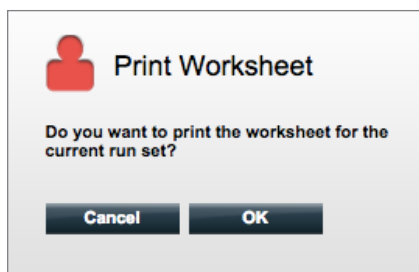 Print Worksheet
Do you want to print the worksheet for the
current run set?
Cancel OK